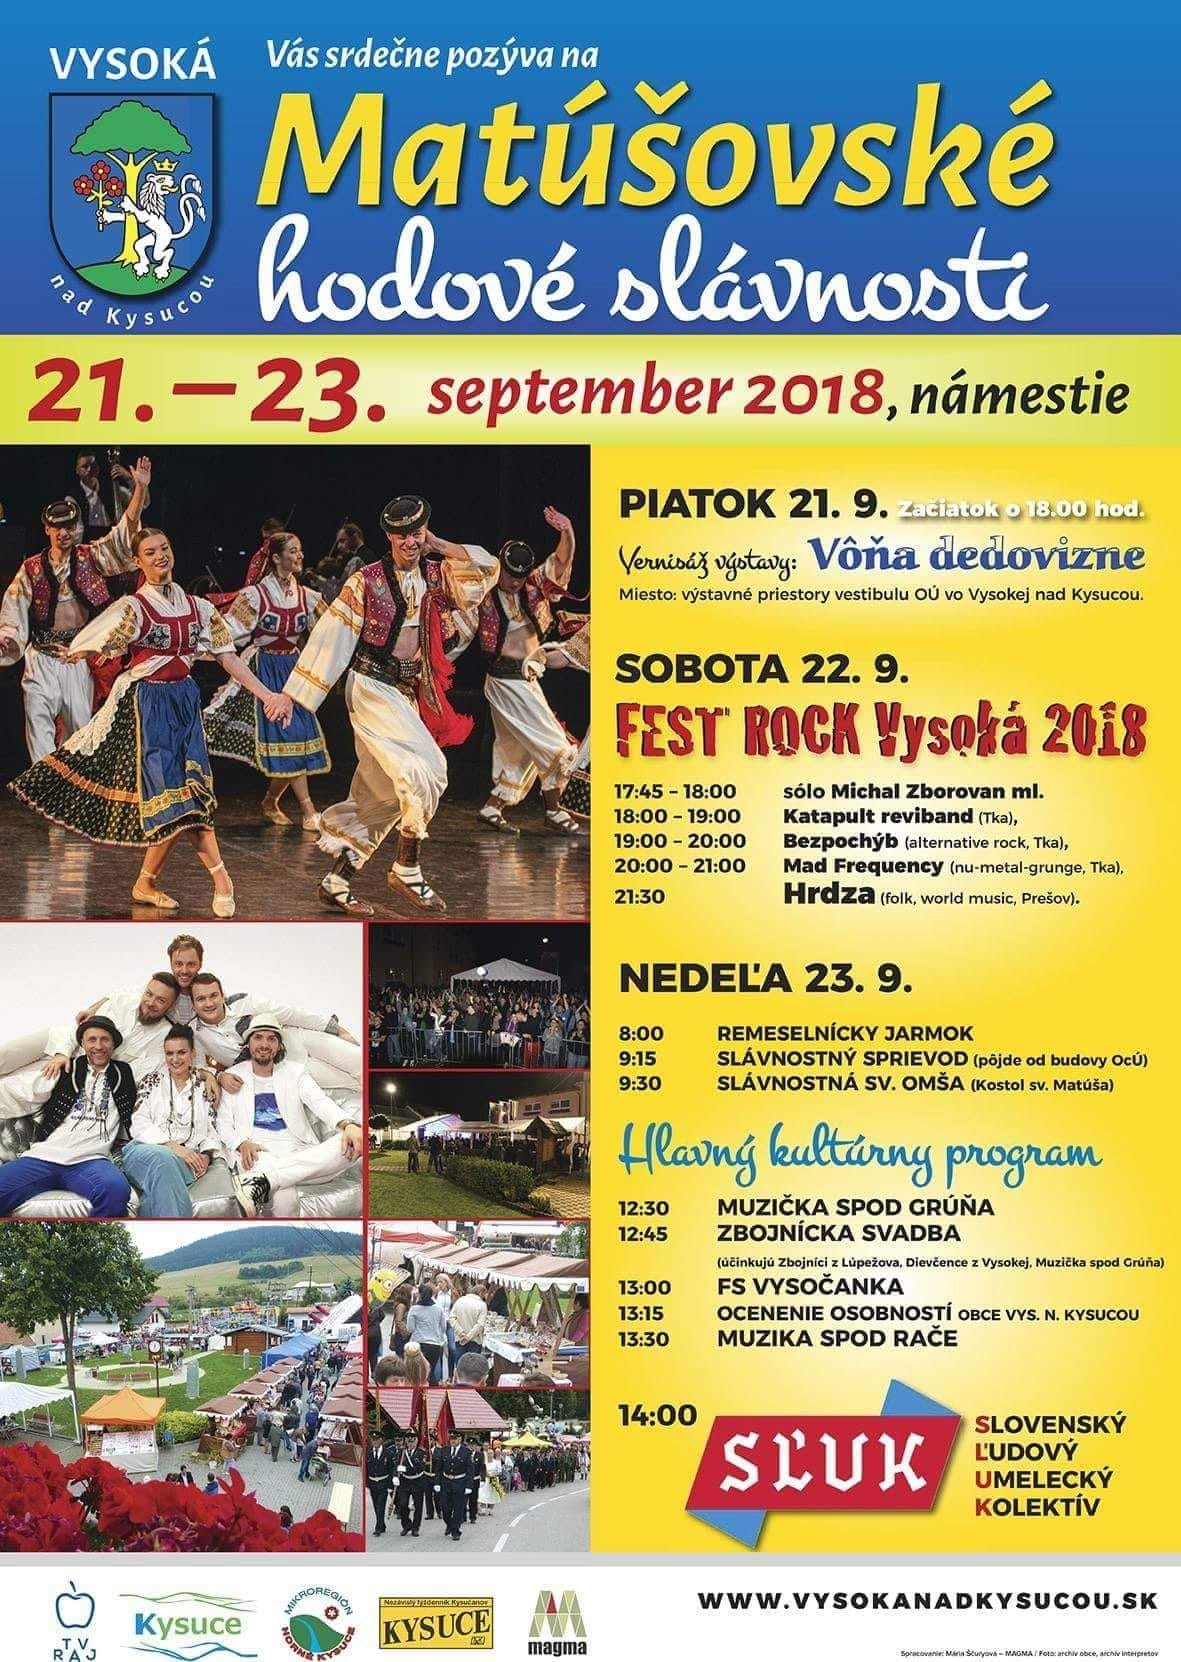 VYSOKÁ
nad Kysucou
Vás srdečne pozýva na
Matúšovské
hodové slávnosti
21. – 23. september 2018, námestie
PIATOK 21. 9. Začiatok o 18.00 hod.
Vernisáž výstavy: Vôňa dedovizne
Miesto: výstavné priestory vestibulu OÚ vo Vysokej nad Kysucou.
SOBOTA 22. 9.
FEST ROCK Vysoká 2018
17:45 – 18:00 sólo Michal Zborovan ml.
18:00 – 19:00 Katapult reviband (Tka),
19:00 – 20:00 Bezpochýb (alternative rock, Tka),
20:00 – 21:00 Mad Frequency (nu-metal-grunge, Tka),
21:30 Hrdza (folk, world music, Prešov).
NEDEĽA 23. 9.
8:00 REMESELNÍCKY JARMOK
9:15 SLÁVNOSTNÝ SPRIEVOD (pôjde od budovy OcÚ)
9:30 SLÁVNOSTNÁ SV. OMŠA (Kostol sv. Matúša)
Hlavný kultúrny program
12:30 MUZIČKA SPOD GRÚŇA
12:45 ZBOJNÍCKA SVADBA
(účinkujú Zbojníci z Lúpežova, Dievčence z Vysokej, Muzička spod Grúňa)
13:00 FS VYSOČANKA
13:15 OCENENIE OSOBNOSTÍ OBCE VYS. N. KYSUCOU
13:30 MUZIKA SPOD RAČE
14:00 SĽUK
SLOVENSKÝ
ĽUDOVÝ
UMELECKÝ
KOLEKTÍV
TV RAJ
Kysuce
MIKROREGIÓN
HORNÉ KYSUCE
Nezávislý týždenník Kysučanov
KYSUCE
magma
WWW.VYSOKANADKYSUCOU.SK
Spracovanie: Mária Ščuryová – MAGMA / Foto: archív obce, archív interpretov